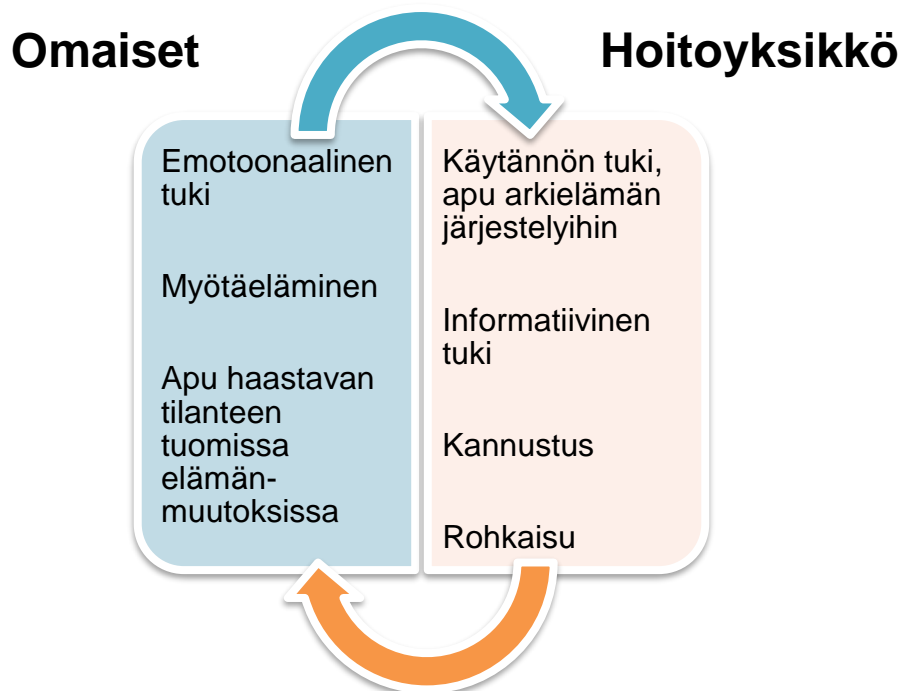 Omaiset
Hoitoyksikkö
Emotoonaalinen
tuki
Myötäeläminen
Apu haastavan
tilanteen
tuomissa
elämän-
muutoksissa
Käytännön tuki,
apu arkielämän
järjestelyihin
Informatiivinen
tuki
Kannustus
Rohkaisu